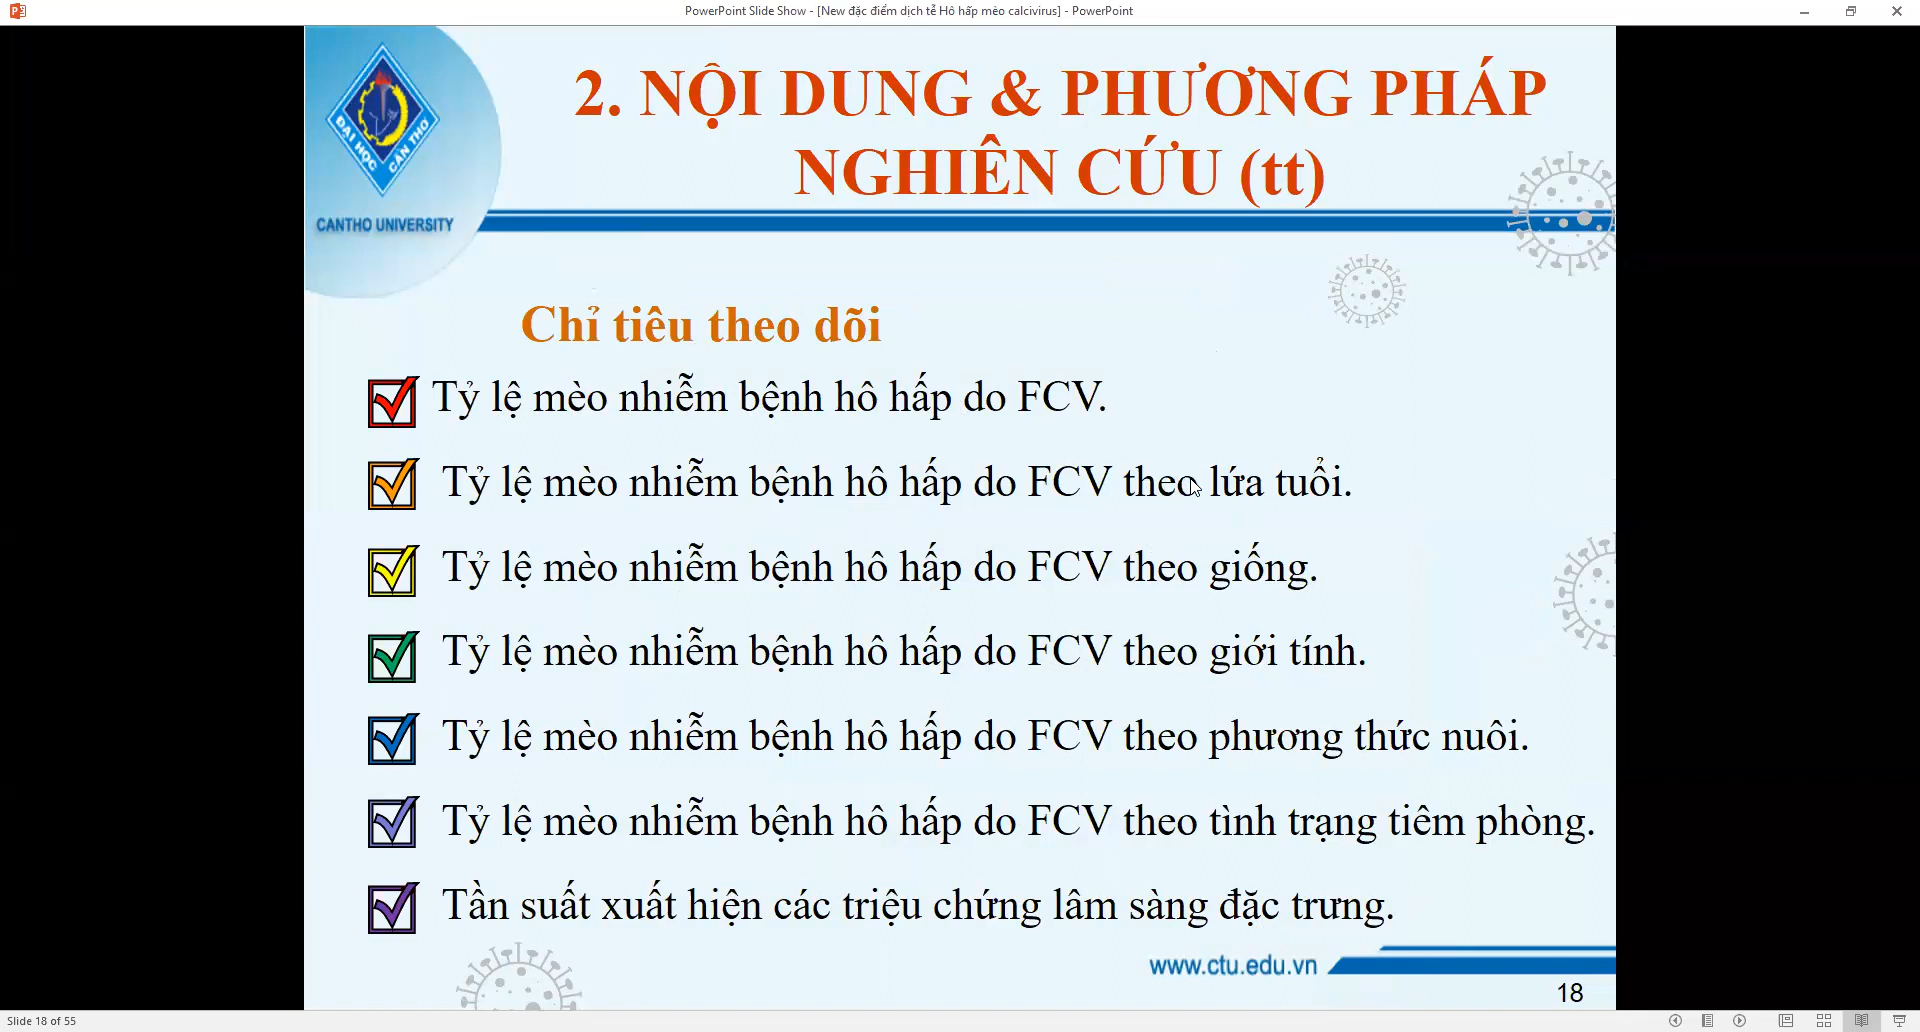 PowerPoint Slide Show - [New đặc điểm dịch tễ Hô hấp mèo calcivirus] - PowerPoint
ĐẠI HỌC CẦN THƠ
CANTHO UNIVERSITY
2. NỘI DUNG & PHƯƠNG PHÁP
NGHIÊN CỨU (tt)
Chỉ tiêu theo dõi
Tỷ lệ mèo nhiễm bệnh hô hấp do FCV.
Tỷ lệ mèo nhiễm bệnh hô hấp do FCV theo lứa tuổi.
Tỷ lệ mèo nhiễm bệnh hô hấp do FCV theo giống.
Tỷ lệ mèo nhiễm bệnh hô hấp do FCV theo giới tính.
Tỷ lệ mèo nhiễm bệnh hô hấp do FCV theo phương thức nuôi.
Tỷ lệ mèo nhiễm bệnh hô hấp do FCV theo tình trạng tiêm phòng.
Tần suất xuất hiện các triệu chứng lâm sàng đặc trưng.
www.ctu.edu.vn
18
Slide 18 of 55